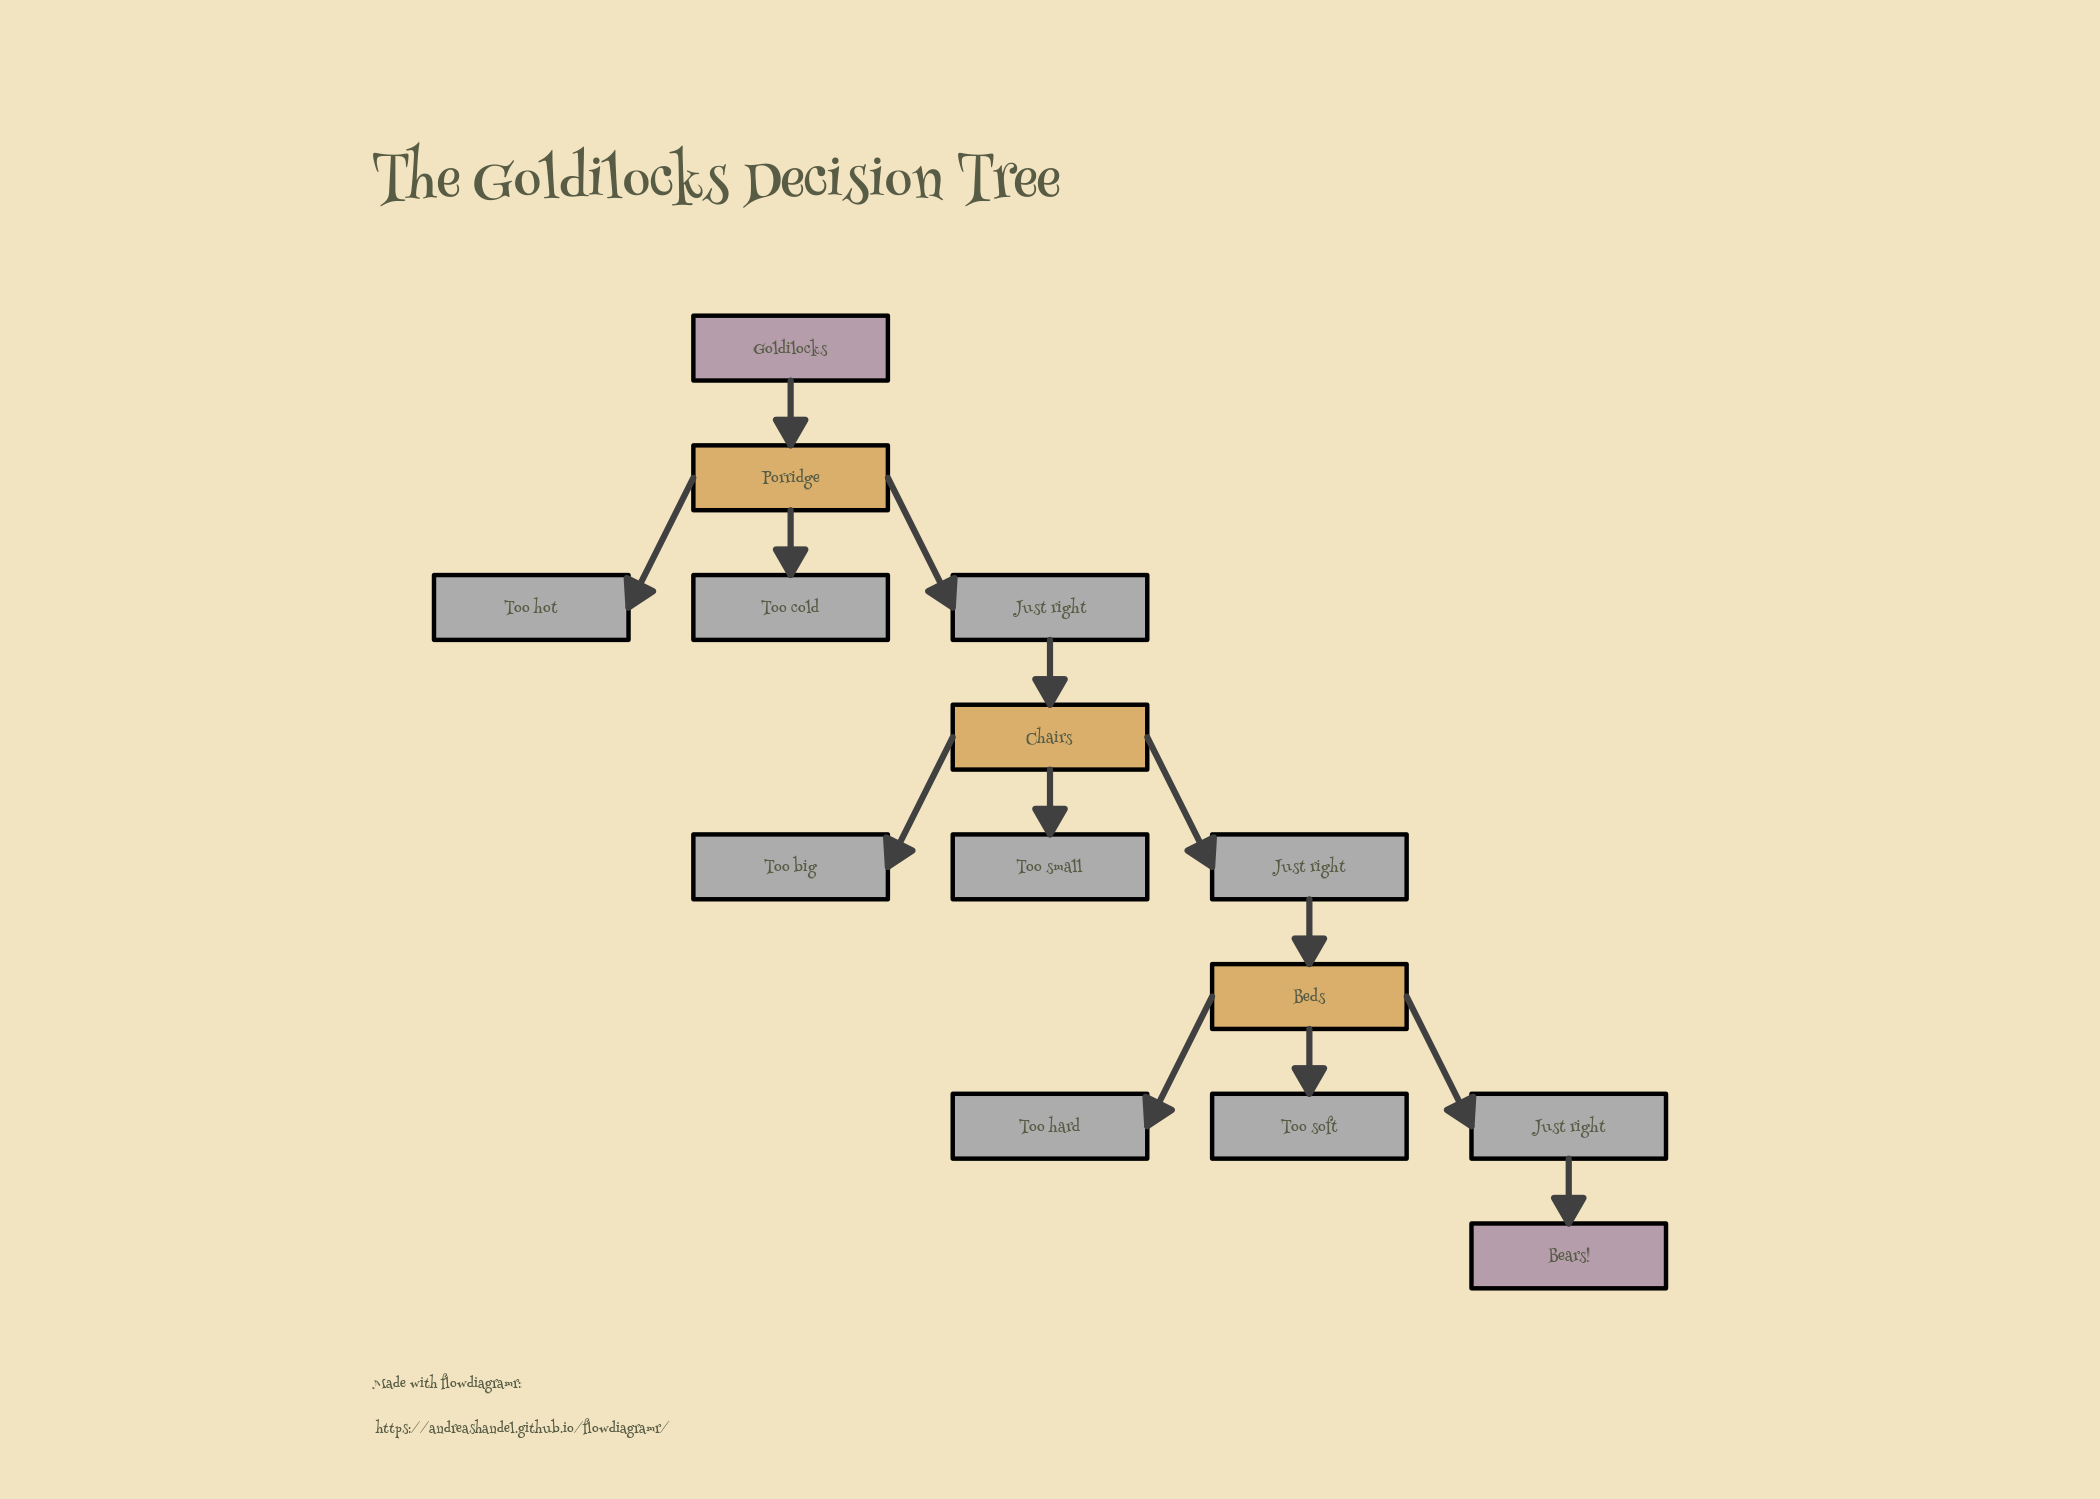 The Goldilocks Decision Tree
Goldilocks
Porridge
Too hot
Too cold
Just right
Chairs
Too big
Too small
Just right
Beds
Too hard
Too soft
Just right
Bears!
Made with flowdiagramr:
https://andreashandel.github.io/flowdiagramr/